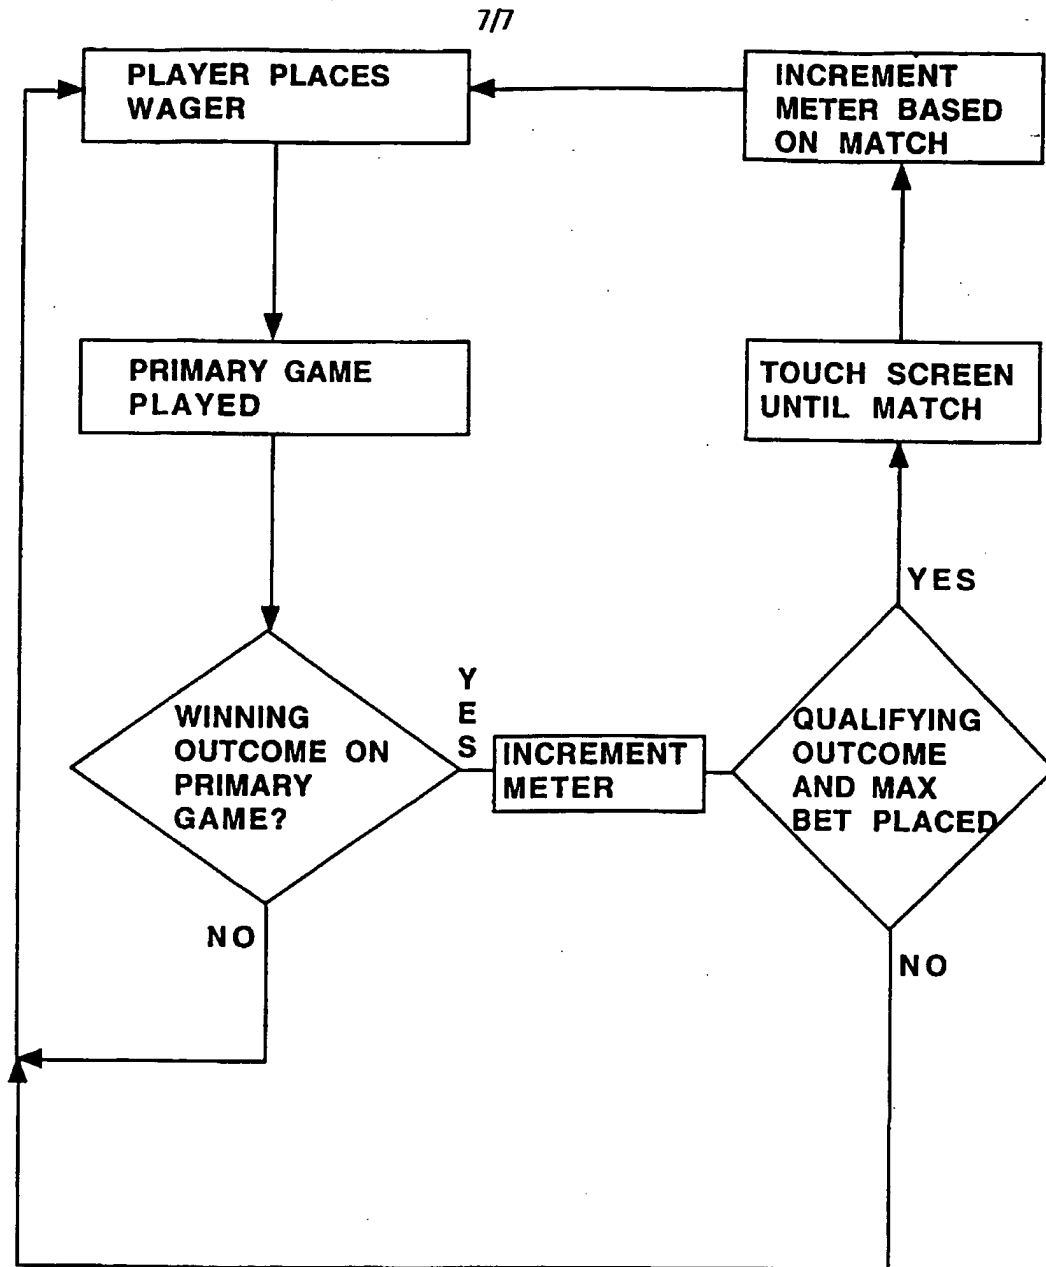 7/7
PLAYER PLACES
WAGER
INCREMENT
METER BASED
ON MATCH
PRIMARY GAME
PLAYED
TOUCH SCREEN
UNTIL MATCH
YES
WINNING
OUTCOME ON
PRIMARY
GAME?
YES
INCREMENT
METER
QUALIFYING
OUTCOME
AND MAX
BET PLACED
NO
NO